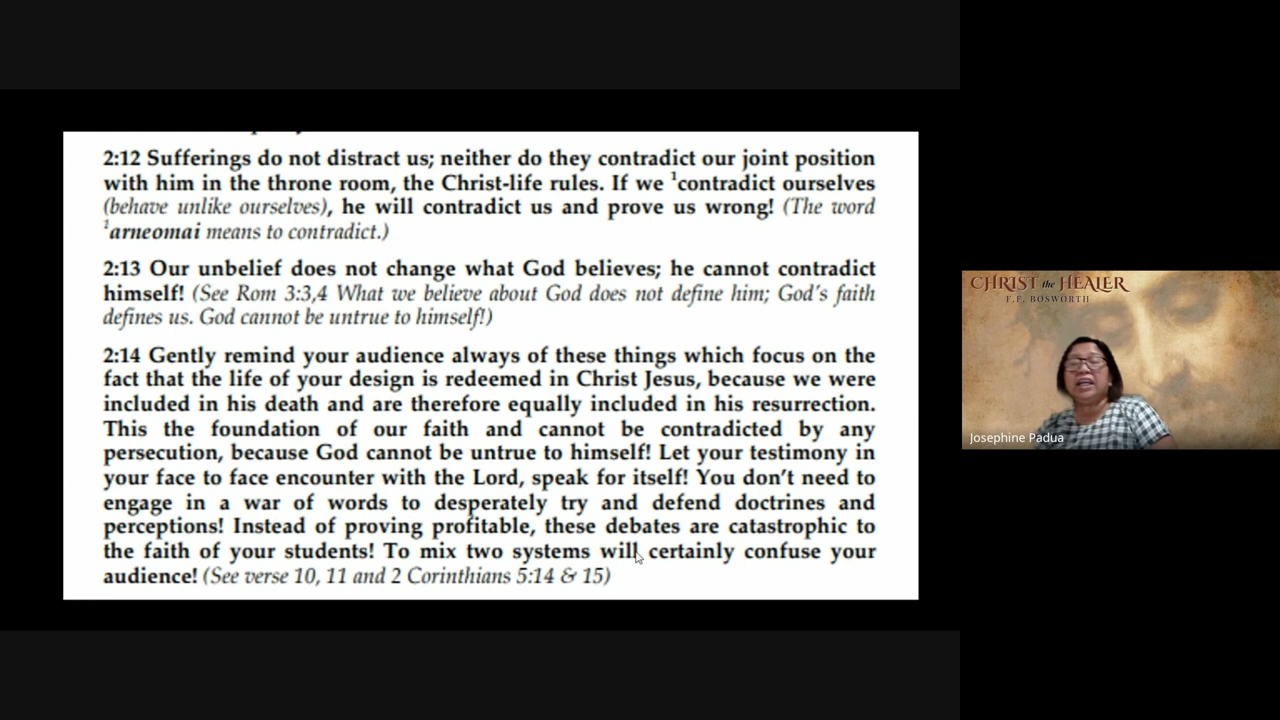 2:12 Sufferings do not distract us; neither do they contradict our joint position
with him in the throne room, the Christ-life rules. If we ¹contradict ourselves
(behave unlike ourselves), he will contradict us and prove us wrong! (The word
¹arneomai means to contradict.)
2:13 Our unbelief does not change what God believes; he cannot contradict
himself! (See Rom 3:3,4 What we believe about God does not define him; God's faith
defines us. God cannot be untrue to himself!)
2:14 Gently remind your audience always of these things which focus on the
fact that the life of your design is redeemed in Christ Jesus, because we were
included in his death and are therefore equally included in his resurrection.
This the foundation of our faith and cannot be contradicted by any
persecution, because God cannot be untrue to himself! Let your testimony in
your face to face encounter with the Lord, speak for itself! You don't need to
engage in a war of words to desperately try and defend doctrines and
perceptions! Instead of proving profitable, these debates are catastrophic to
the faith of your students! To mix two systems will certainly confuse your
audience! (See verse 10, 11 and 2 Corinthians 5:14 & 15)
CHRIST the HEALER
F.F. BOSWORTH
Josephine Padua